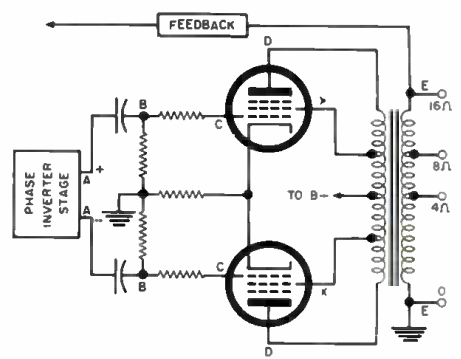 FEEDBACK
D
E
16Ω
B
C
A
+
8Ω
PHASE INVERTER STAGE
TO B-
4Ω
A
-
C
K
B
0
E
D